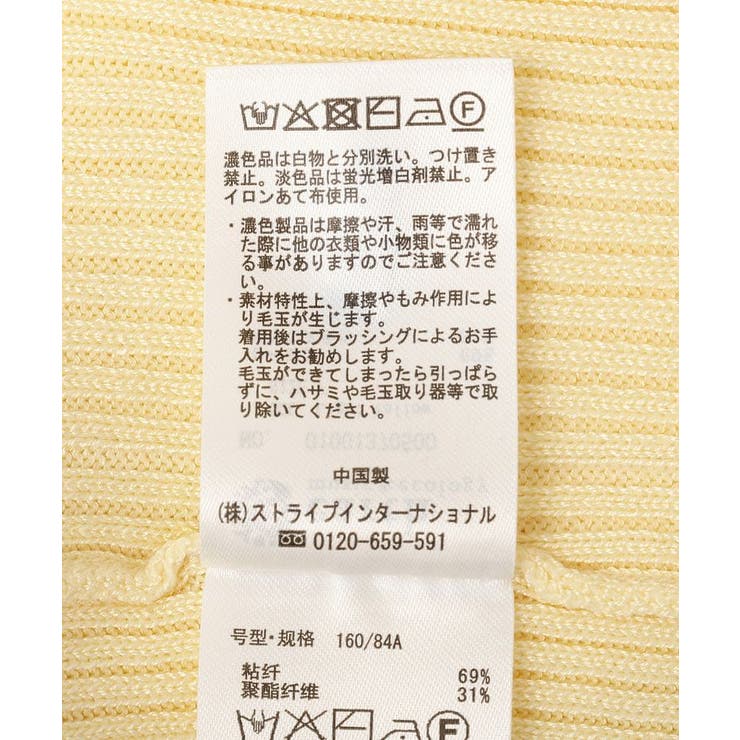 F
濃色品は白物と分別洗い。つけ置き
禁止。淡色品は蛍光増白剤禁止。ア
イロンあて布使用。
・濃色製品は摩擦や汗、雨等で濡れ
た際に他の衣類や小物類に色が移
る事がありますのでご注意くださ
い。
・素材特性上、摩擦やもみ作用によ
り毛玉が生じます。
着用後はブラッシングによるお手
入れをお勧めします。
毛玉ができてしまったら引っぱら
ずに、ハサミや毛玉取り器等で取
り除いてください。
中国製
(株)ストライプインターナショナル
0120-659-591
号型·规格 160/84A
粘纤 69%
聚酯纤维 31%
F